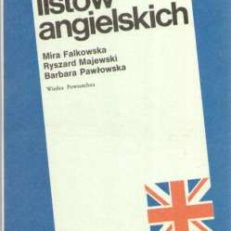 listów
angielskich
Mira Falkowska
Ryszard Majewski
Barbara Pawłowska
Wiedza Powszechna